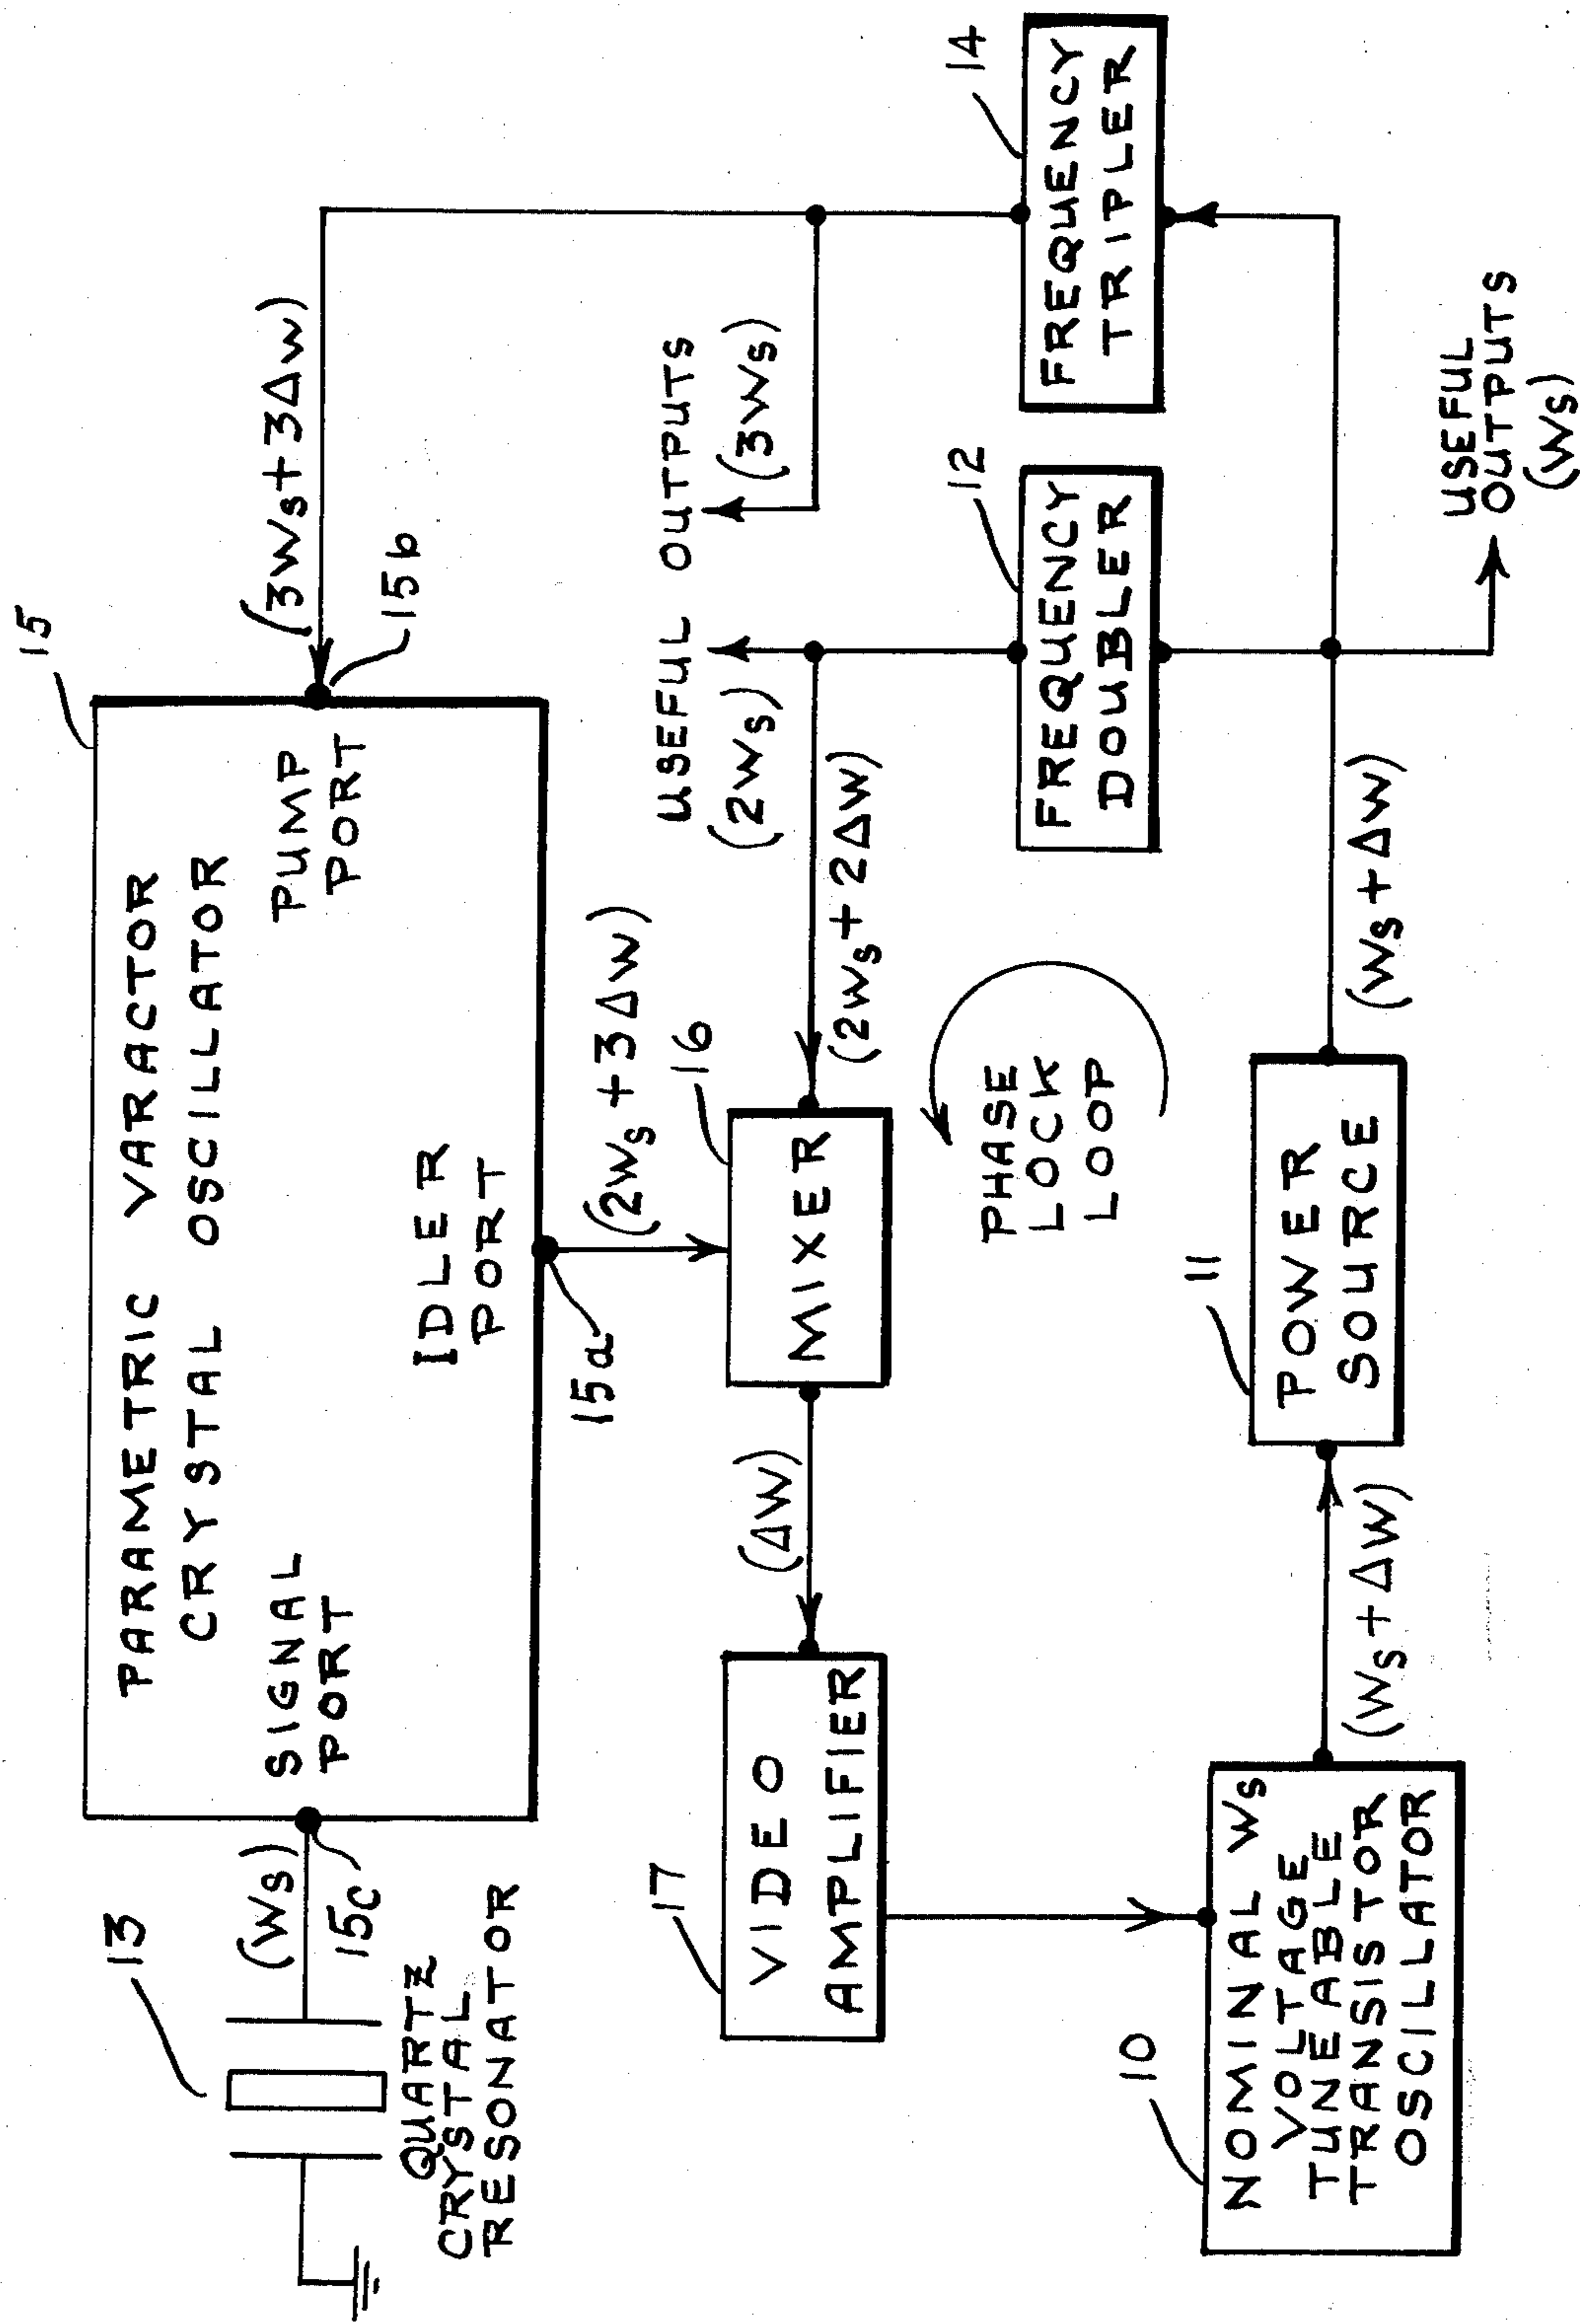 15
PARAMETRIC VARACTOR
CRYSTAL OSCILLATOR
SIGNAL
PORT
PUMP
PORT
IDLER
PORT
13
(Ws)
15c
QUARTZ
CRYSTAL
RESONATOR
(3Ws+3ΔW)
15b
15a
(2Ws+3ΔW)
16
MIXER
(ΔW)
17
VIDEO
AMPLIFIER
USEFUL OUTPUTS
(2Ws)
(3Ws)
(2Ws+2ΔW)
PHASE
LOCK
LOOP
12
FREQUENCY
DOUBLER
14
FREQUENCY
TRIPLER
10
NOMINAL Ws
VOLTAGE
TUNEABLE
TRANSISTOR
OSCILLATOR
(Ws+ΔW)
11
POWER
SOURCE
(Ws+ΔW)
USEFUL
OUTPUTS
(Ws)